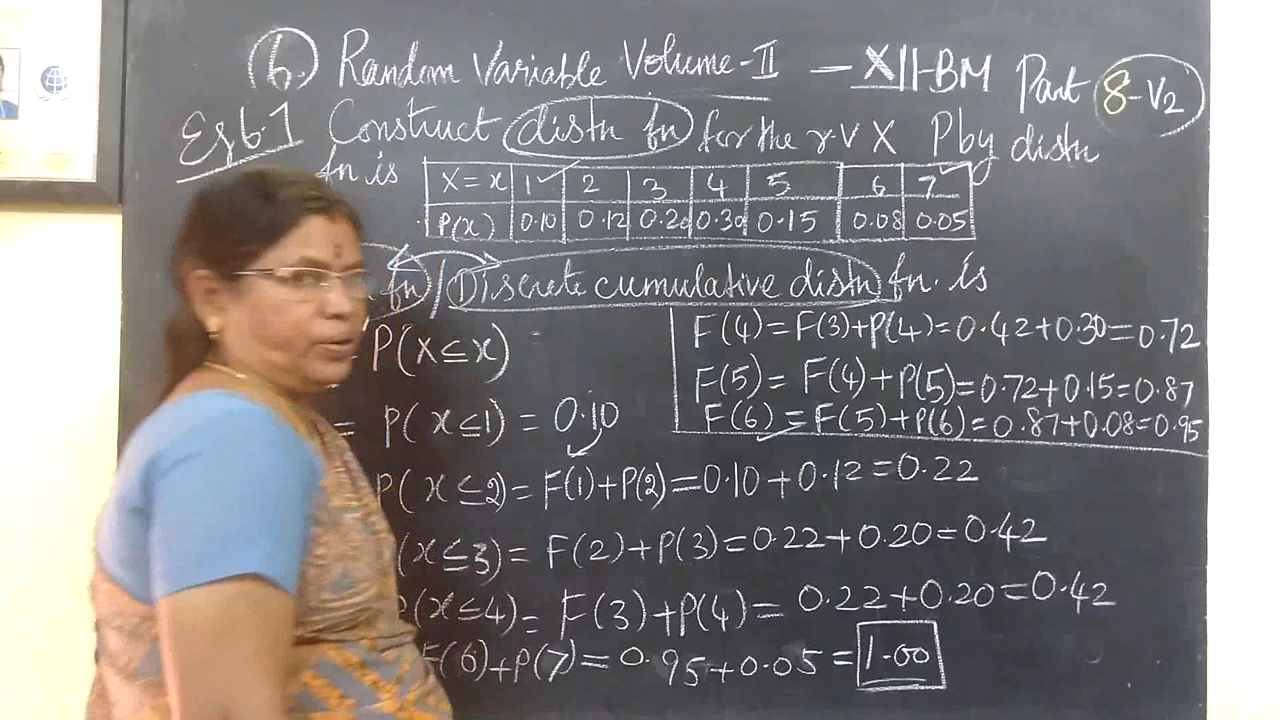 6. Random Variable Volume-II — XII-BM Part 8-V2
Eg 6.1 Construct distn fn for the r.v X Pby distn
fn.is
X=x 1 2 3 4 5 6 7
P(x) 0.10 0.12 0.20 0.30 0.15 0.08 0.05
fn / Discrete cumulative distn fn. is
P(X≤x)
= P(x≤1) = 0.10
P(x≤2) = F(1)+P(2) = 0.10+0.12=0.22
(x≤3) = F(2)+P(3)=0.22+0.20=0.42
P(x≤4) = F(3)+P(4) = 0.22+0.20=0.42
F(6)+P(7) = 0.95+0.05 = 1.00
F(4)=F(3)+P(4)=0.42+0.30=0.72
F(5)= F(4)+P(5)=0.72+0.15=0.87
F(6) = F(5)+P(6)=0.87+0.08=0.95